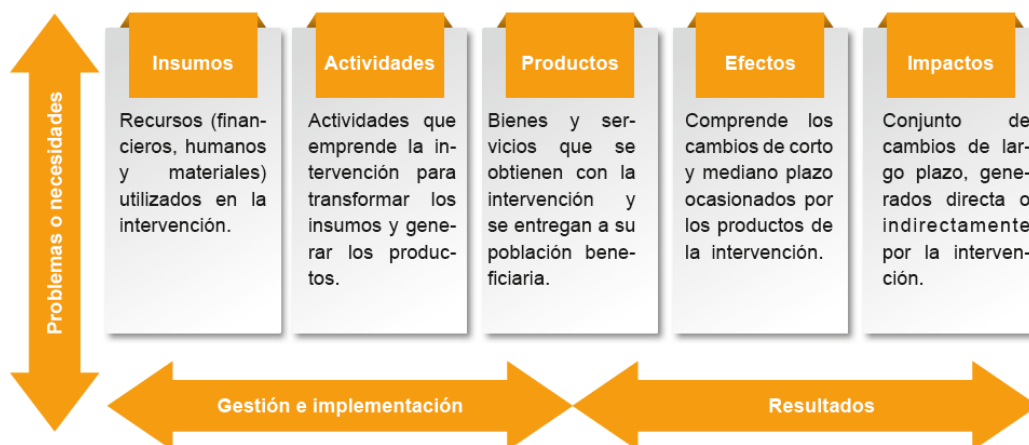 Problemas o necesidades
Insumos
Recursos (finan-
cieros, humanos
y materiales)
utilizados en la
intervención.
Actividades
Actividades que
emprende la in-
tervención para
transformar los
insumos y gene-
rar los produc-
tos.
Productos
Bienes y ser-
vicios que se
obtienen con la
intervención y
se entregan a su
población bene-
ficiaria.
Efectos
Comprende los
cambios de corto
y mediano plazo
ocasionados por
los productos de
la intervención.
Impactos
Conjunto de
cambios de lar-
go plazo, gene-
rados directa o
indirectamente
por la interven-
ción.
Gestión e implementación
Resultados